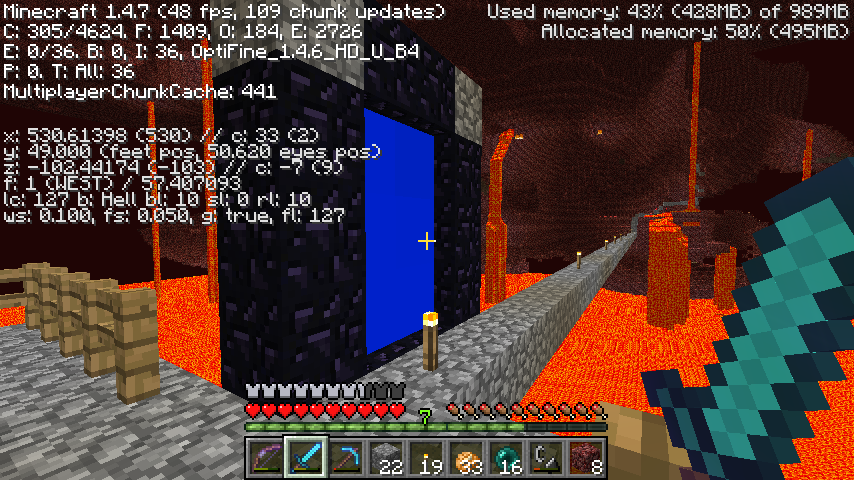 Minecraft 1.4.7 (48 fps, 109 chunk updates)
C: 305/4624, F: 1409, O: 184, E: 2726
E: 0/36. B: 0, I: 36, OptiFine_1.4.6_HD_U_B4
P: 0. T: All: 36
MultiplayerChunkCache: 441
Used memory: 43% (428MB) of 989MB
Allocated memory: 50% (495MB)
x: 530.61398 (530) // c: 33 (2)
y: 49.000 (feet pos, 50.620 eyes pos)
z: -102.44174 (-103) // c: -7 (9)
f: 1 (WEST) / 57.407093
lc: 127 b: Hell bl: 10 sl: 0 rl: 10
ws: 0.100, fs: 0.050, g: true, fl: 127
7
22 19 33 16 8